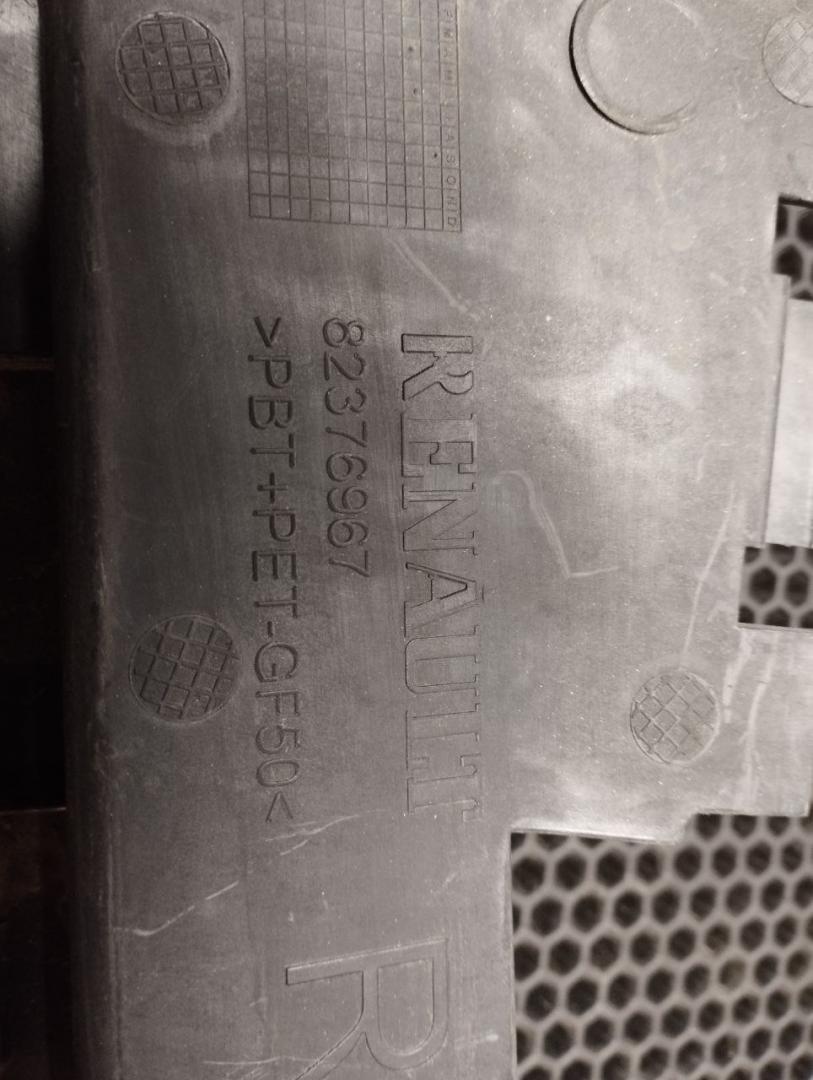 RENAULT
82376967
>PBT+PET-GF50<
R
J F M A M J J A S O N D